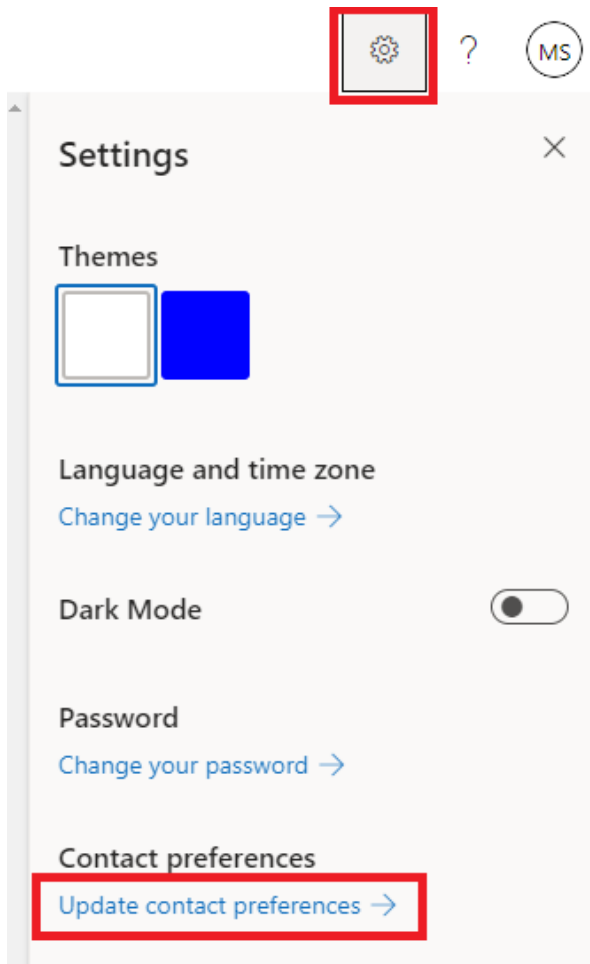 ? MS
Settings
Themes
Language and time zone
Change your language →
Dark Mode
Password
Change your password →
Contact preferences
Update contact preferences →